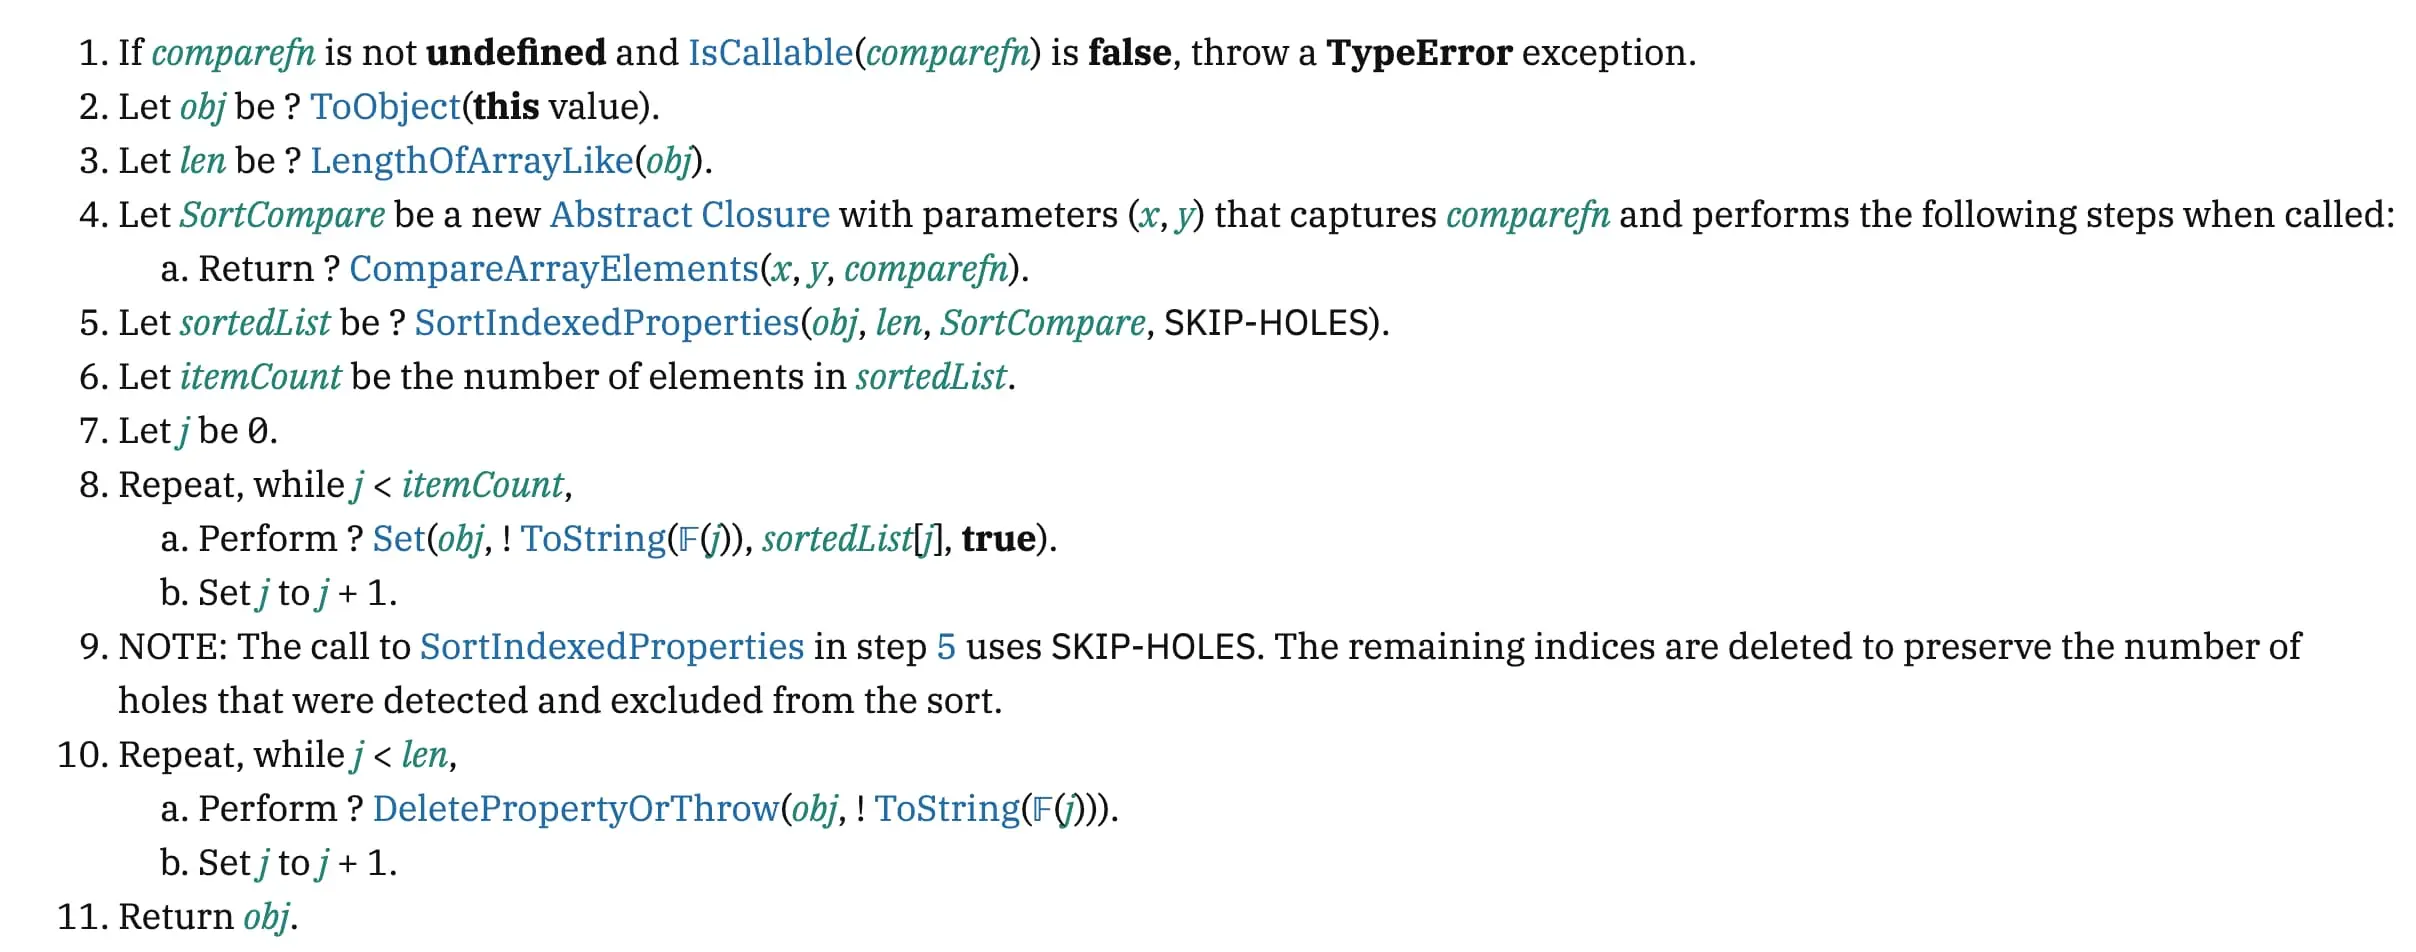 1. If comparefn is not undefined and IsCallable(comparefn) is false, throw a TypeError exception.
2. Let obj be ? ToObject(this value).
3. Let len be ? LengthOfArrayLike(obj).
4. Let SortCompare be a new Abstract Closure with parameters (x, y) that captures comparefn and performs the following steps when called:
a. Return ? CompareArrayElements(x, y, comparefn).
5. Let sortedList be ? SortIndexedProperties(obj, len, SortCompare, SKIP-HOLES).
6. Let itemCount be the number of elements in sortedList.
7. Let j be 0.
8. Repeat, while j < itemCount,
a. Perform ? Set(obj, ! ToString(𝔽(j)), sortedList[j], true).
b. Set j to j + 1.
9. NOTE: The call to SortIndexedProperties in step 5 uses SKIP-HOLES. The remaining indices are deleted to preserve the number of
holes that were detected and excluded from the sort.
10. Repeat, while j < len,
a. Perform ? DeletePropertyOrThrow(obj, ! ToString(𝔽(j))).
b. Set j to j + 1.
11. Return obj.